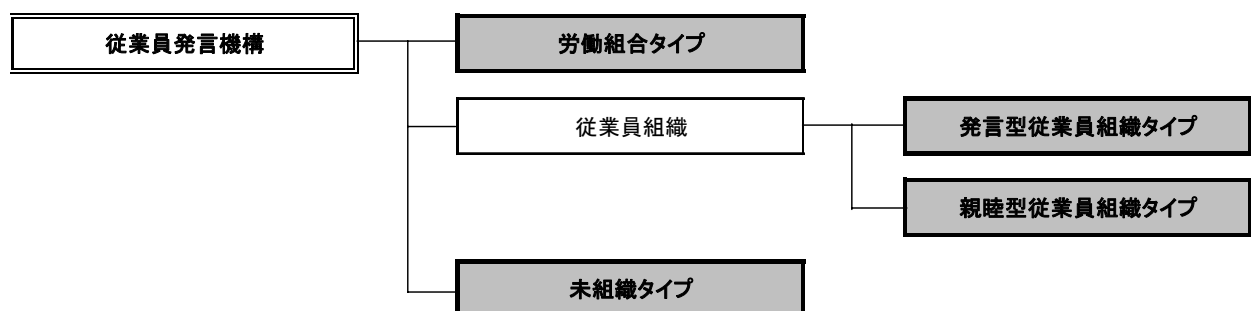 従業員発言機構
労働組合タイプ
従業員組織
発言型従業員組織タイプ
親睦型従業員組織タイプ
未組織タイプ